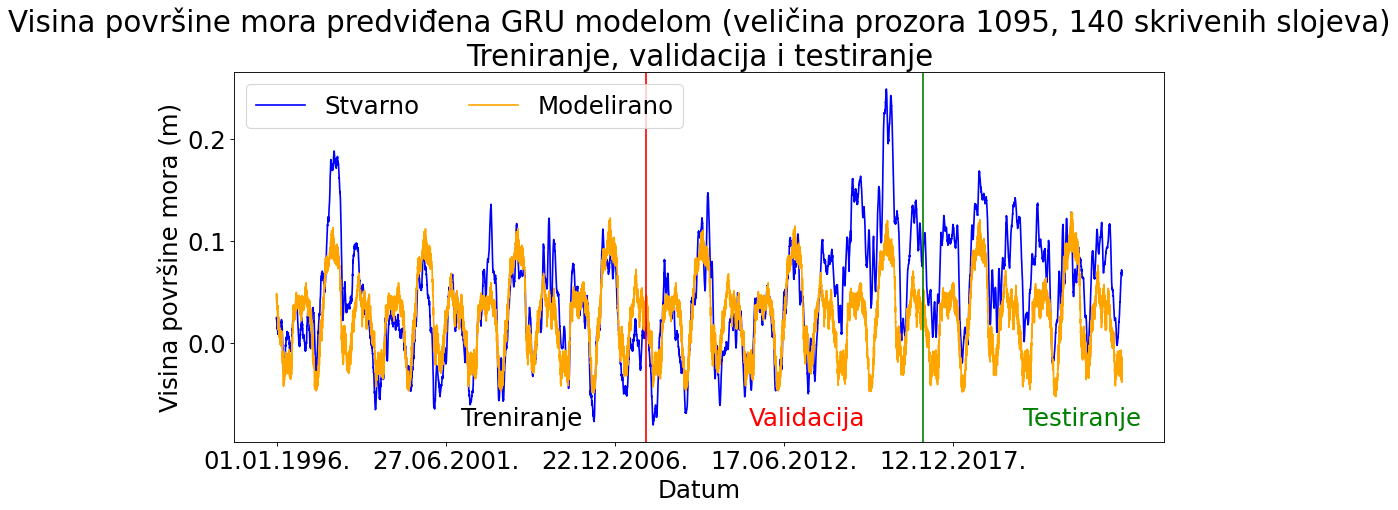 Visina površine mora predviđena GRU modelom (veličina prozora 1095, 140 skrivenih slojeva)
Treniranje, validacija i testiranje
Stvarno
Modelirano
Visina površine mora (m)
0.2
0.1
0.0
Treniranje
Validacija
Testiranje
01.01.1996.
27.06.2001.
22.12.2006.
17.06.2012.
12.12.2017.
Datum